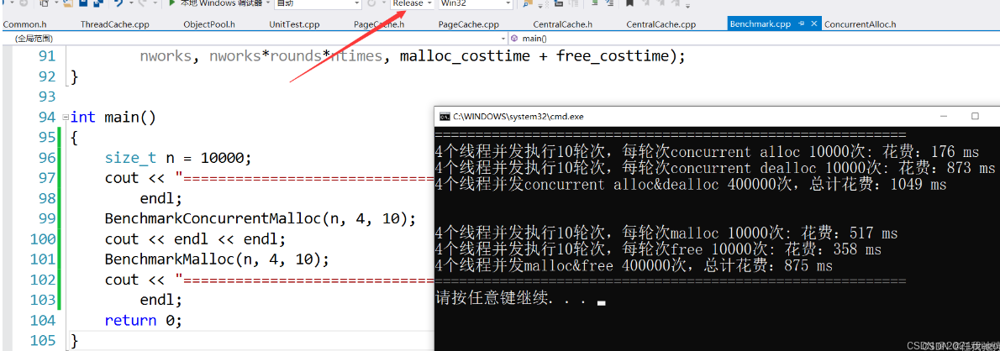 本地 Windows 调试器 自动 Release Win32
Common.h ThreadCache.cpp ObjectPool.h UnitTest.cpp PageCache.h PageCache.cpp CentralCache.h CentralCache.cpp Benchmark.cpp ConcurrentAlloc.h
(全局范围) main()
91 nworks, nworks*rounds*ntimes, malloc_costtime + free_costtime);
92 }
93
94 int main()
95 {
96 size_t n = 10000;
97 cout << "==============================
98 endl;
99 BenchmarkConcurrentMalloc(n, 4, 10);
100 cout << endl << endl;
101 BenchmarkMalloc(n, 4, 10);
102 cout << "==============================
103 endl;
104 return 0;
105 }
C:\WINDOWS\system32\cmd.exe
==========================================================
4个线程并发执行10轮次，每轮次concurrent alloc 10000次: 花费：176 ms
4个线程并发执行10轮次，每轮次concurrent dealloc 10000次: 花费：873 ms
4个线程并发concurrent alloc&dealloc 400000次，总计花费：1049 ms
4个线程并发执行10轮次，每轮次malloc 10000次: 花费：517 ms
4个线程并发执行10轮次，每轮次free 10000次: 花费：358 ms
4个线程并发malloc&free 400000次，总计花费：875 ms
==========================================================
请按任意键继续. . .